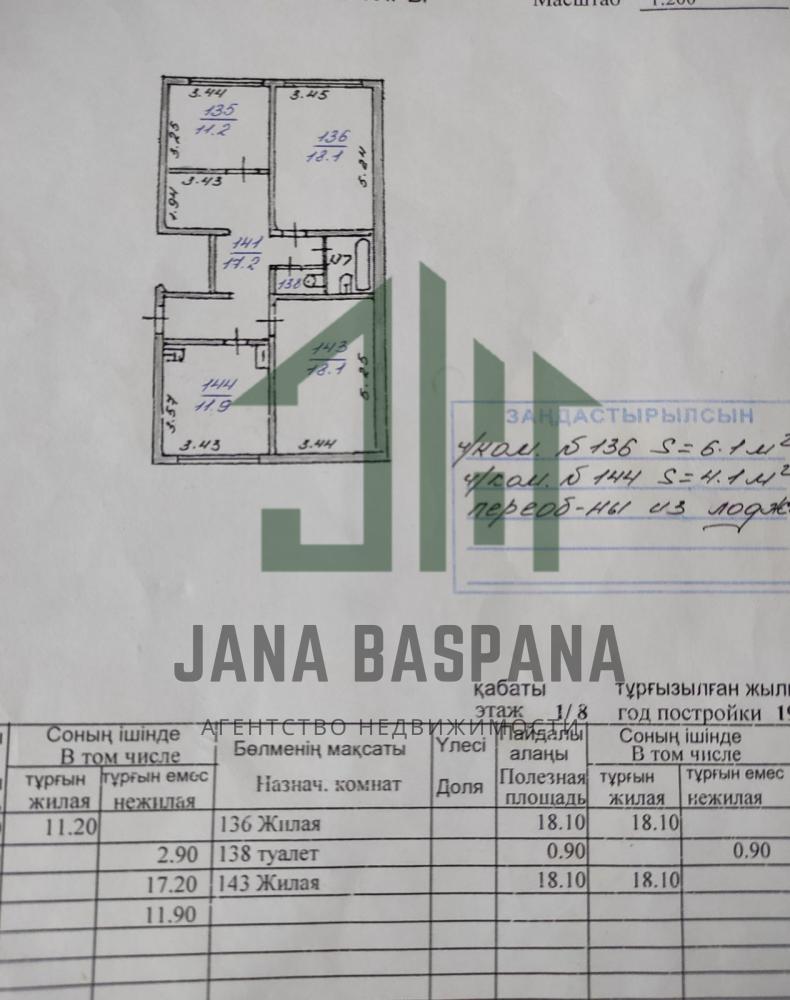 Масштаб 1:200
3.44
3.45
135
11.2
3.25
136
18.1
5.24
3.43
1.94
141
17.2
138
3.57
144
11.9
143
18.1
5.25
3.43
3.44
ЗАҢДАСТЫРЫЛСЫН
ч/ком. № 136 S=6.1 м²
ч/ком. № 144 S=4.1 м²
переоб-ны из лодж
JANA BASPANA
АГЕНТСТВО НЕДВИЖИМОСТИ
қабаты тұрғызылған жылы
этаж 1/8 год постройки 19
Соның ішінде Бөлменің мақсаты Үлесі Пайдалы алаңы Соның ішінде
В том числе Назнач. комнат Доля Полезная площадь В том числе
тұрғын тұрғын емес тұрғын тұрғын емес
жилая нежилая жилая нежилая
11.20 136 Жилая 18.10 18.10
2.90 138 туалет 0.90 0.90
17.20 143 Жилая 18.10 18.10
11.90